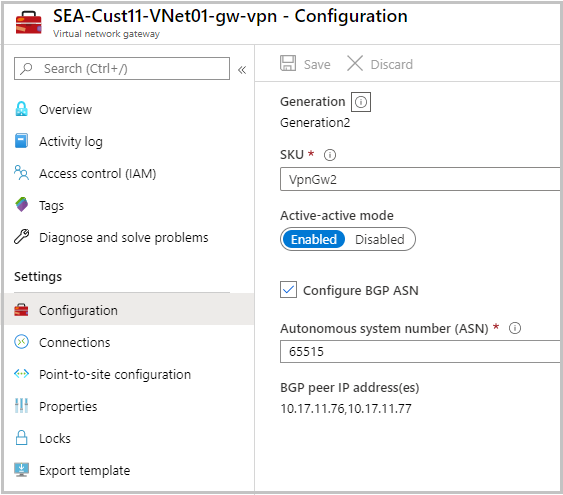 SEA-Cust11-VNet01-gw-vpn - Configuration
Virtual network gateway
Search (Ctrl+/)
«
Overview
Activity log
Access control (IAM)
Tags
Diagnose and solve problems
Settings
Configuration
Connections
Point-to-site configuration
Properties
Locks
Export template
Save Discard
Generation
Generation2
SKU *
VpnGw2
Active-active mode
Enabled Disabled
Configure BGP ASN
Autonomous system number (ASN) *
65515
BGP peer IP address(es)
10.17.11.76,10.17.11.77